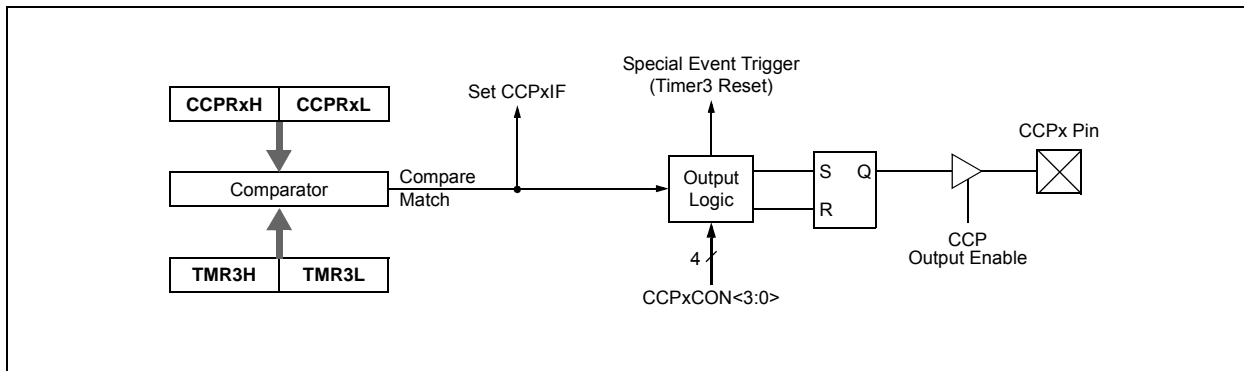 Special Event Trigger
(Timer3 Reset)
Set CCPxIF
CCPRxH CCPRxL
CCPx Pin
Comparator
Compare
Match
Output
Logic
S Q
R
TMR3H TMR3L
4
CCP
Output Enable
CCPxCON<3:0>